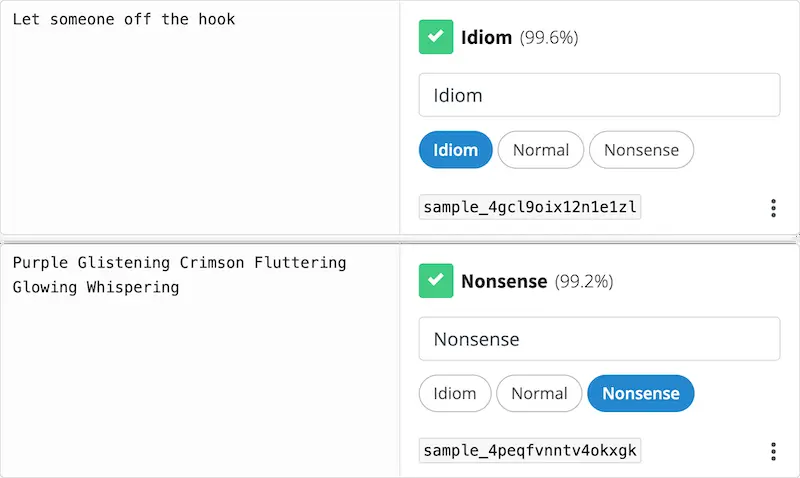 Let someone off the hook
Idiom (99.6%)
Idiom
Idiom Normal Nonsense
sample_4gcl9oix12n1e1zl
Purple Glistening Crimson Fluttering
Glowing Whispering
Nonsense (99.2%)
Nonsense
Idiom Normal Nonsense
sample_4peqfvnntv4okxgk